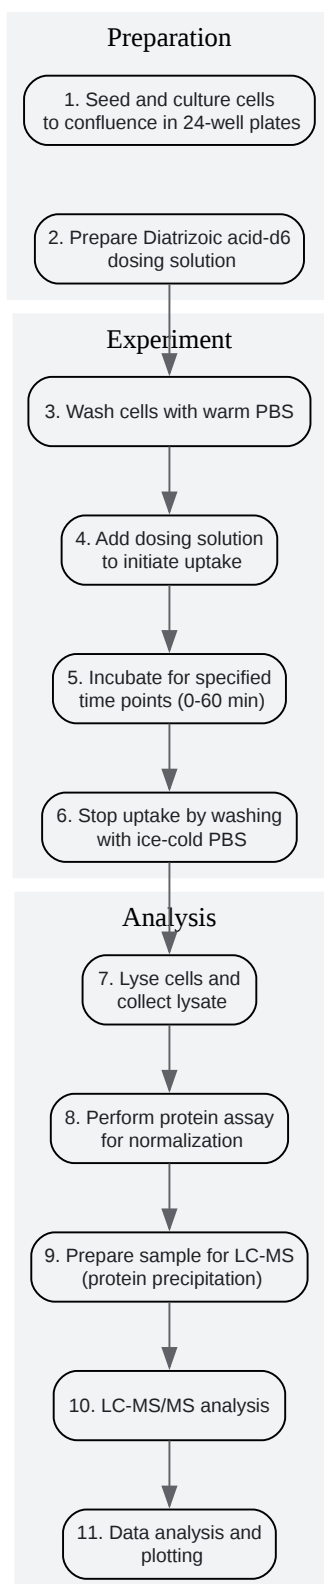 Preparation
1. Seed and culture cells
to confluence in 24-well plates
2. Prepare Diatrizoic acid-d6
dosing solution
Experiment
3. Wash cells with warm PBS
4. Add dosing solution
to initiate uptake
5. Incubate for specified
time points (0-60 min)
6. Stop uptake by washing
with ice-cold PBS
Analysis
7. Lyse cells and
collect lysate
8. Perform protein assay
for normalization
9. Prepare sample for LC-MS
(protein precipitation)
10. LC-MS/MS analysis
11. Data analysis and
plotting